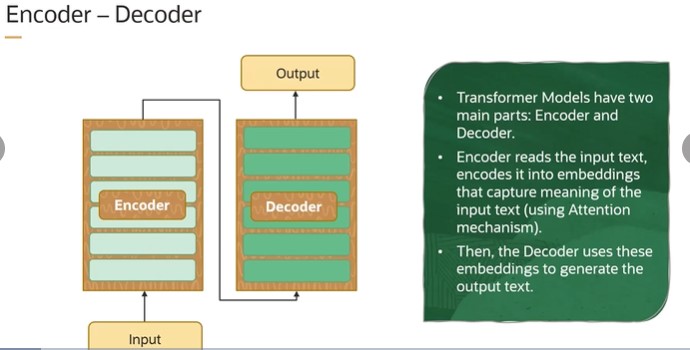 Encoder – Decoder
Output
Encoder
Decoder
Input
• Transformer Models have two
main parts: Encoder and
Decoder.
• Encoder reads the input text,
encodes it into embeddings
that capture meaning of the
input text (using Attention
mechanism).
• Then, the Decoder uses these
embeddings to generate the
output text.